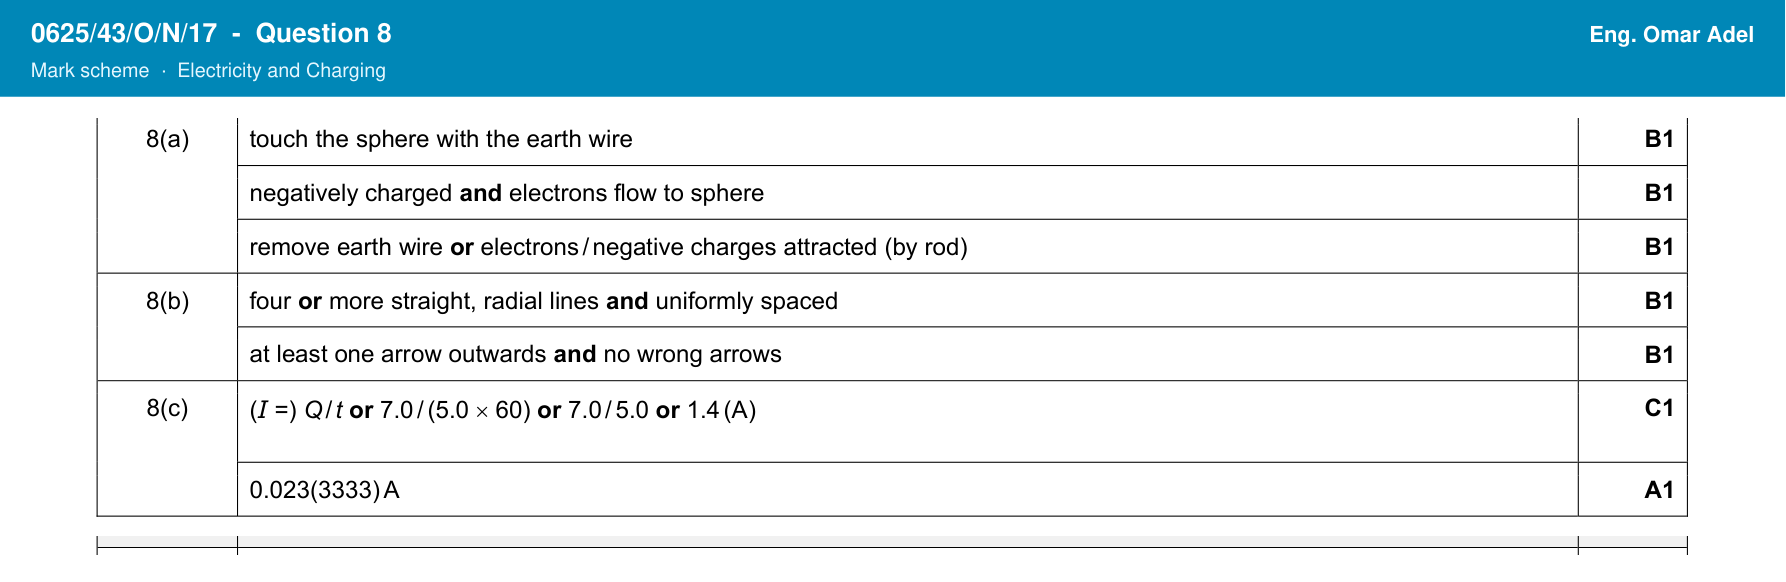 0625/43/O/N/17 - Question 8
Eng. Omar Adel
Mark scheme · Electricity and Charging
8(a) touch the sphere with the earth wire B1
negatively charged and electrons flow to sphere B1
remove earth wire or electrons/negative charges attracted (by rod) B1
8(b) four or more straight, radial lines and uniformly spaced B1
at least one arrow outwards and no wrong arrows B1
8(c) (I =) Q/t or 7.0/(5.0 × 60) or 7.0/5.0 or 1.4(A) C1
0.023(3333)A A1